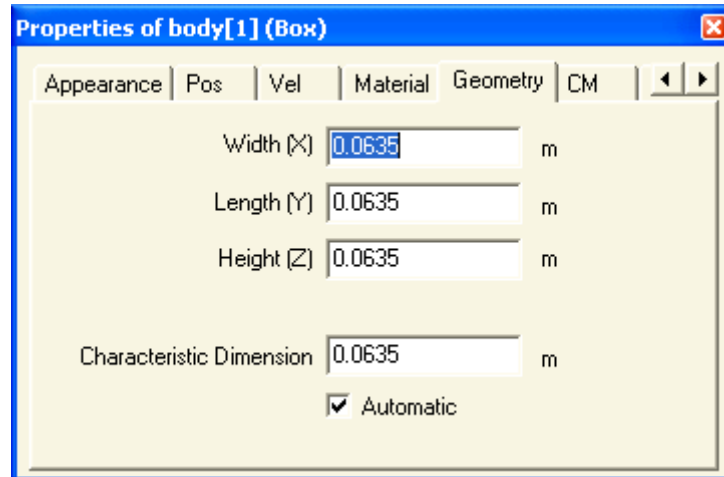 Properties of body[1] (Box)
Appearance Pos Vel Material Geometry CM
Width (X) 0.0635 m
Length (Y) 0.0635 m
Height (Z) 0.0635 m
Characteristic Dimension 0.0635 m
Automatic